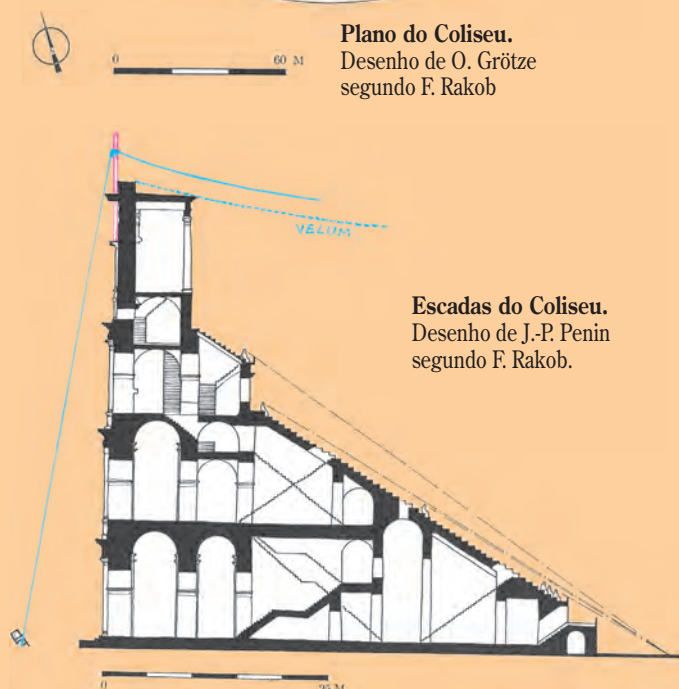 Plano do Coliseu.
Desenho de O. Grötze
segundo F. Rakob
0 60 M
VELUM
Escadas do Coliseu.
Desenho de J.-P. Penin
segundo F. Rakob.
0